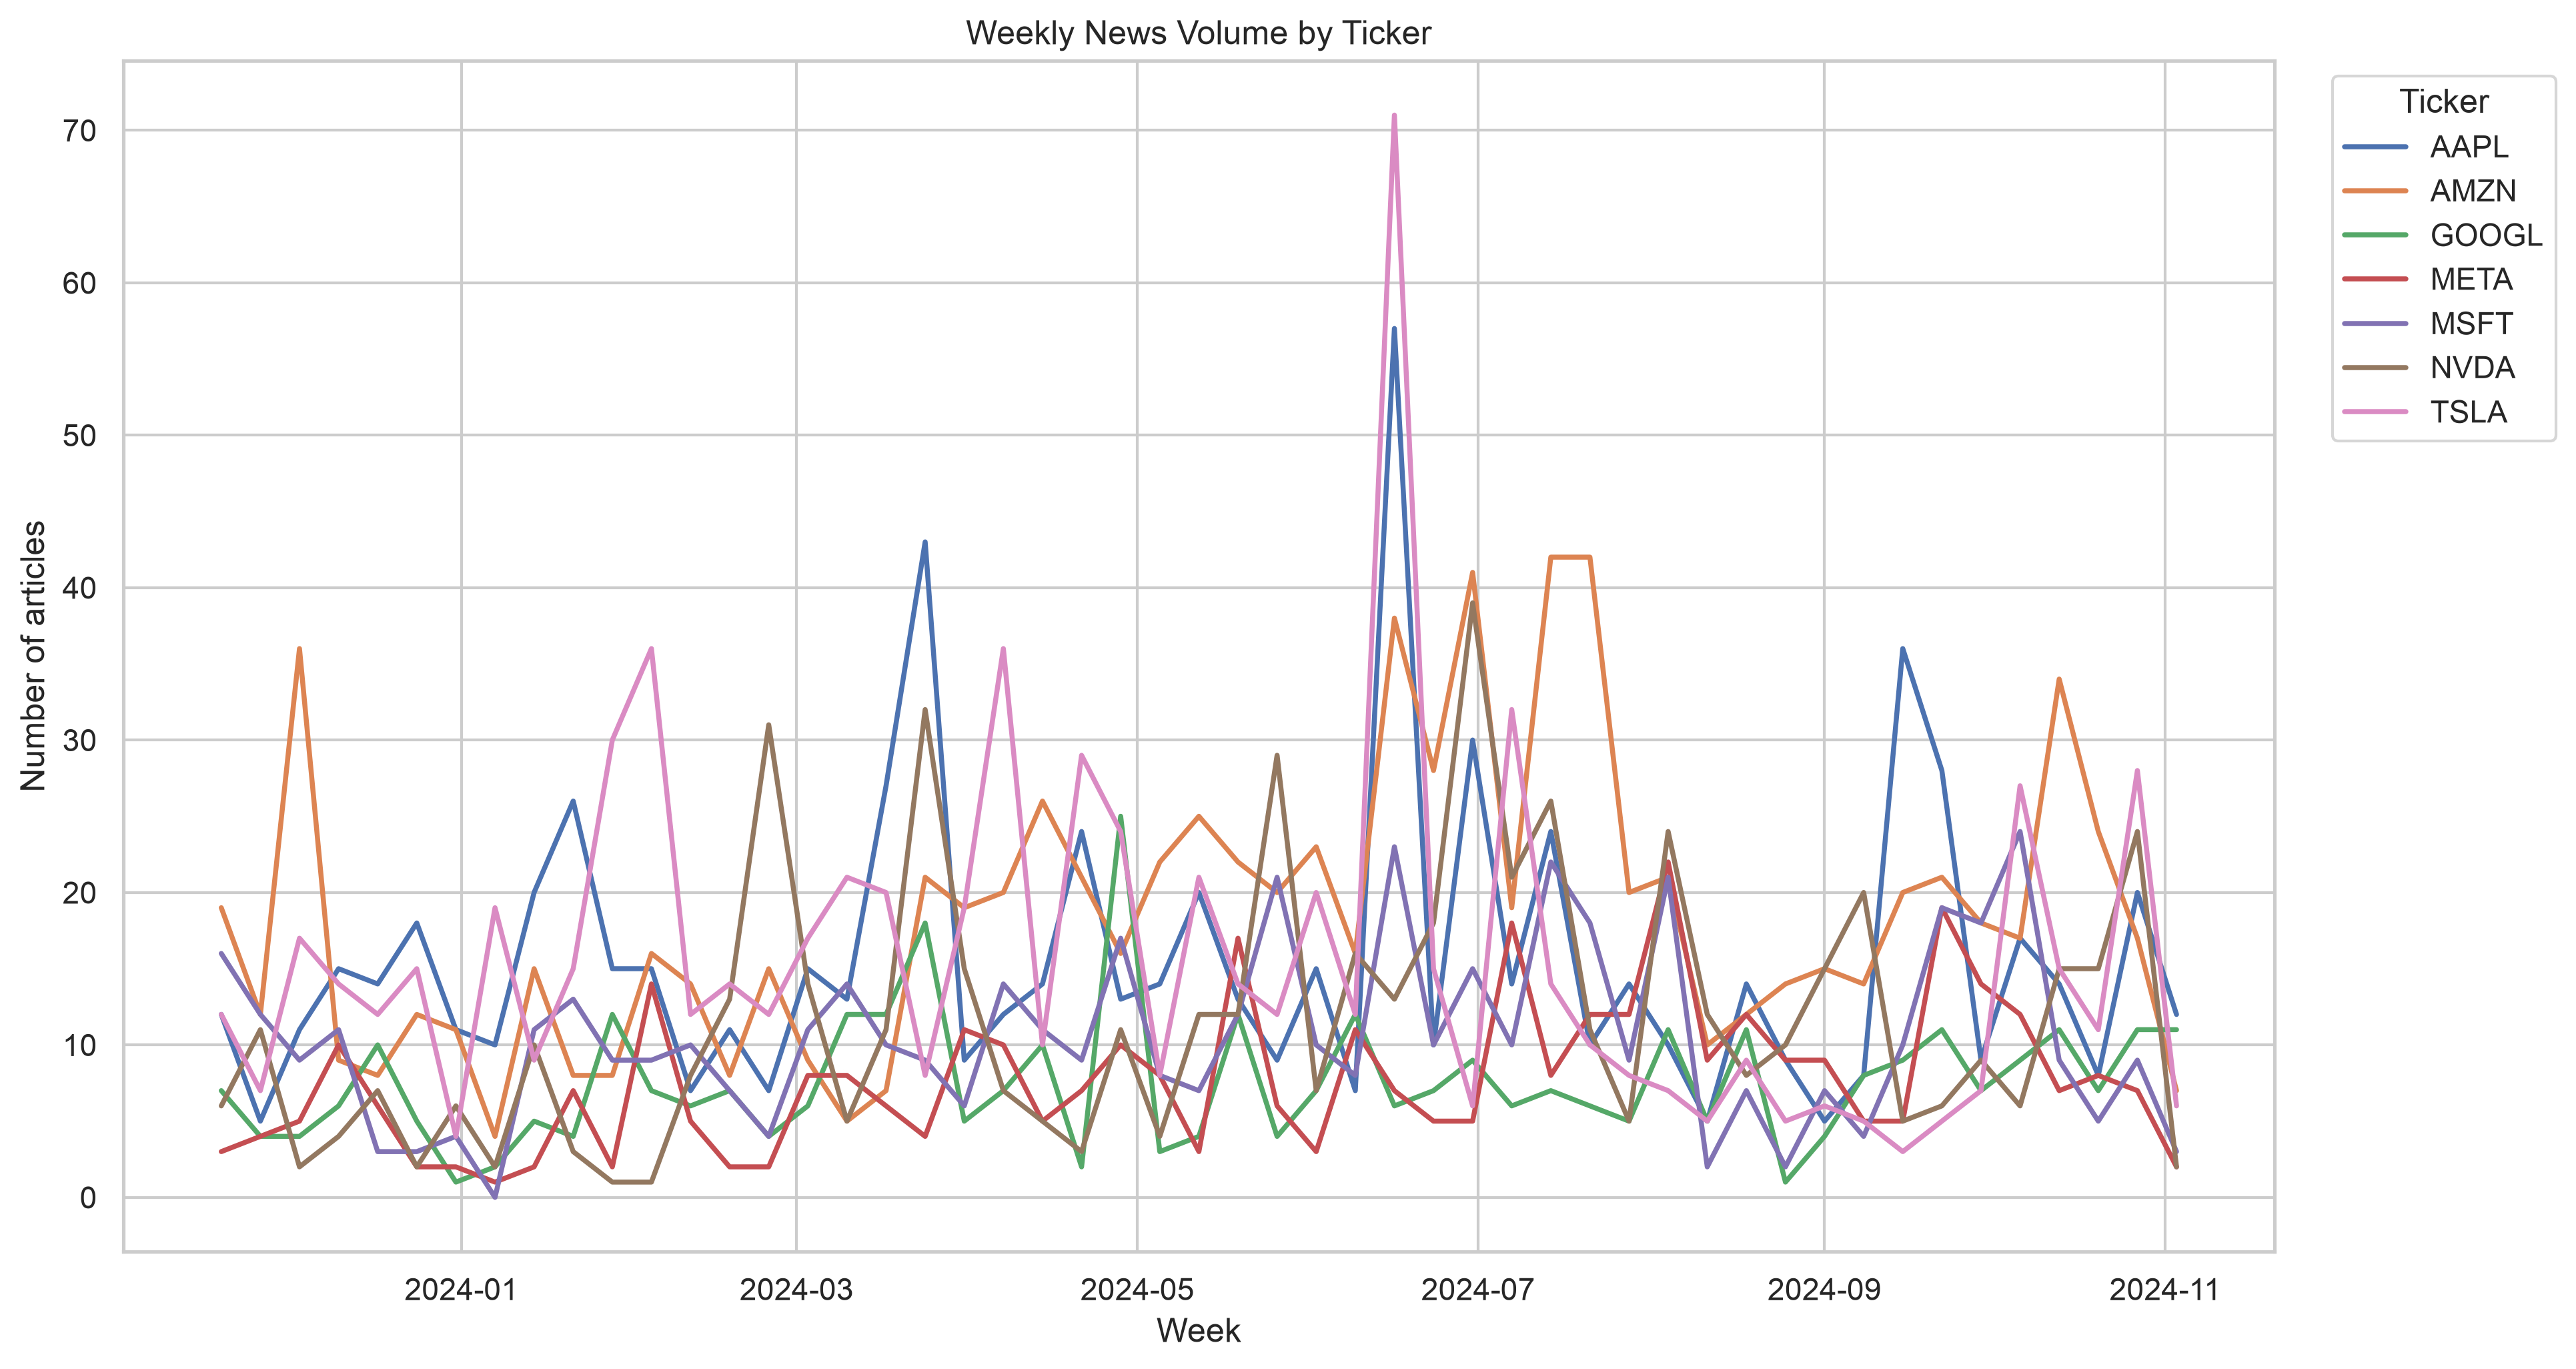 Weekly News Volume by Ticker
Number of articles
70
60
50
40
30
20
10
0
2024-01
2024-03
2024-05
2024-07
2024-09
2024-11
Week
Ticker
AAPL
AMZN
GOOGL
META
MSFT
NVDA
TSLA